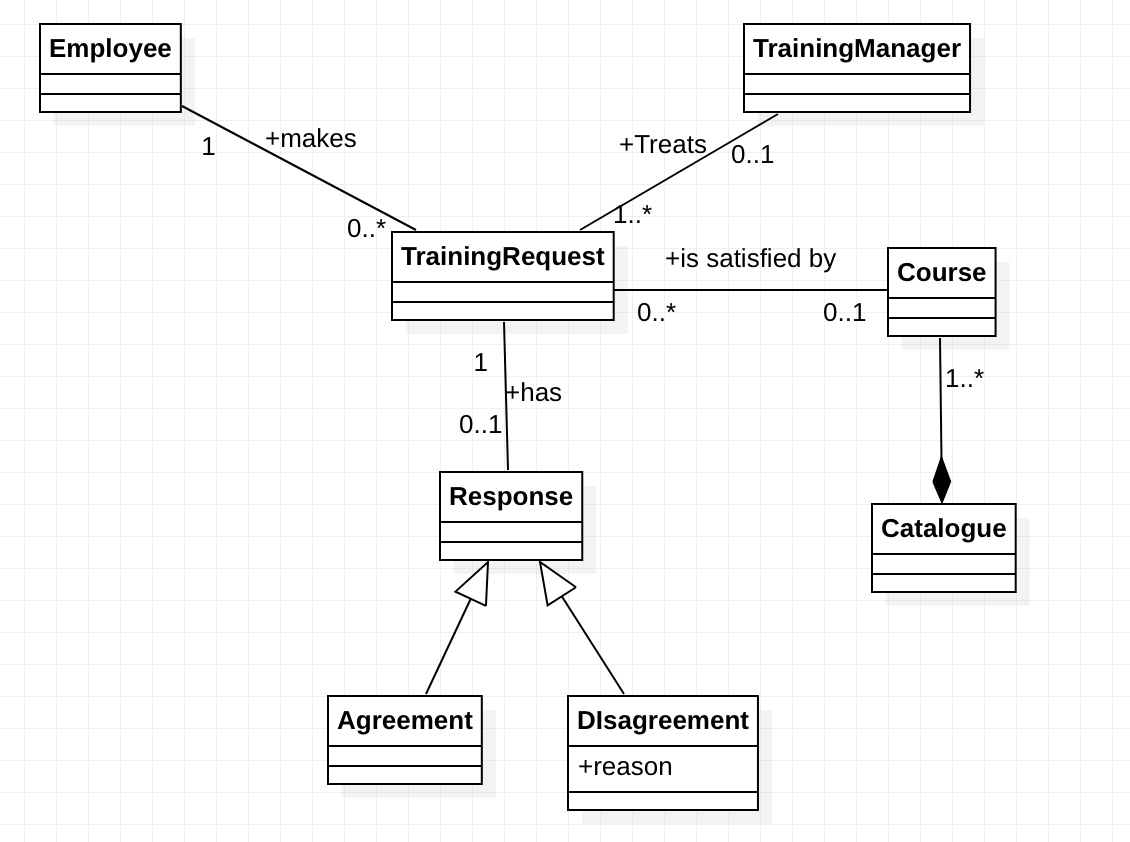 Employee
TrainingManager
+makes
1
+Treats
0..1
0..*
1..*
TrainingRequest
+is satisfied by
Course
0..*
0..1
1
+has
0..1
1..*
Response
Catalogue
Agreement
DIsagreement
+reason